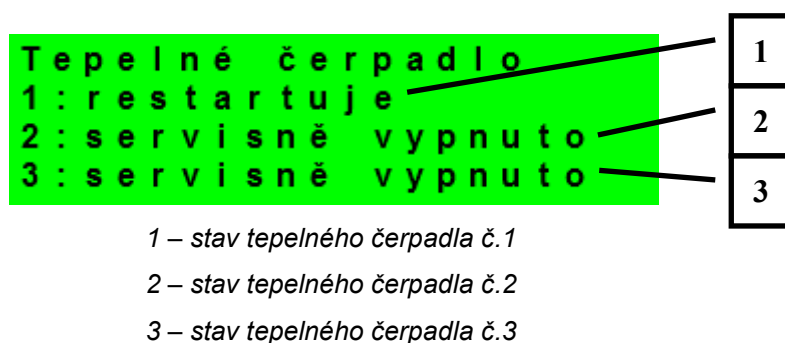 Tepelné čerpadlo
1:restartuje
2:servisně vypnuto
3:servisně vypnuto
1
2
3
1 – stav tepelného čerpadla č.1
2 – stav tepelného čerpadla č.2
3 – stav tepelného čerpadla č.3